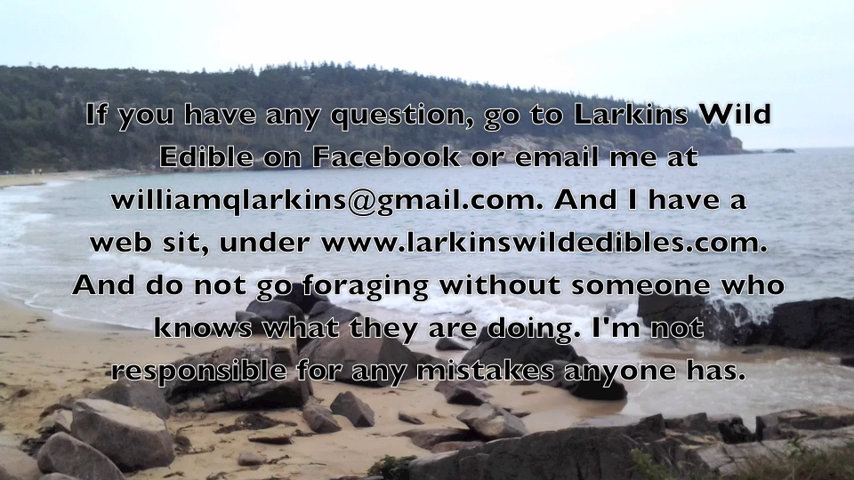 If you have any question, go to Larkins Wild
Edible on Facebook or email me at
williamqlarkins@gmail.com. And I have a
web sit, under www.larkinswildedibles.com.
And do not go foraging without someone who
knows what they are doing. I'm not
responsible for any mistakes anyone has.